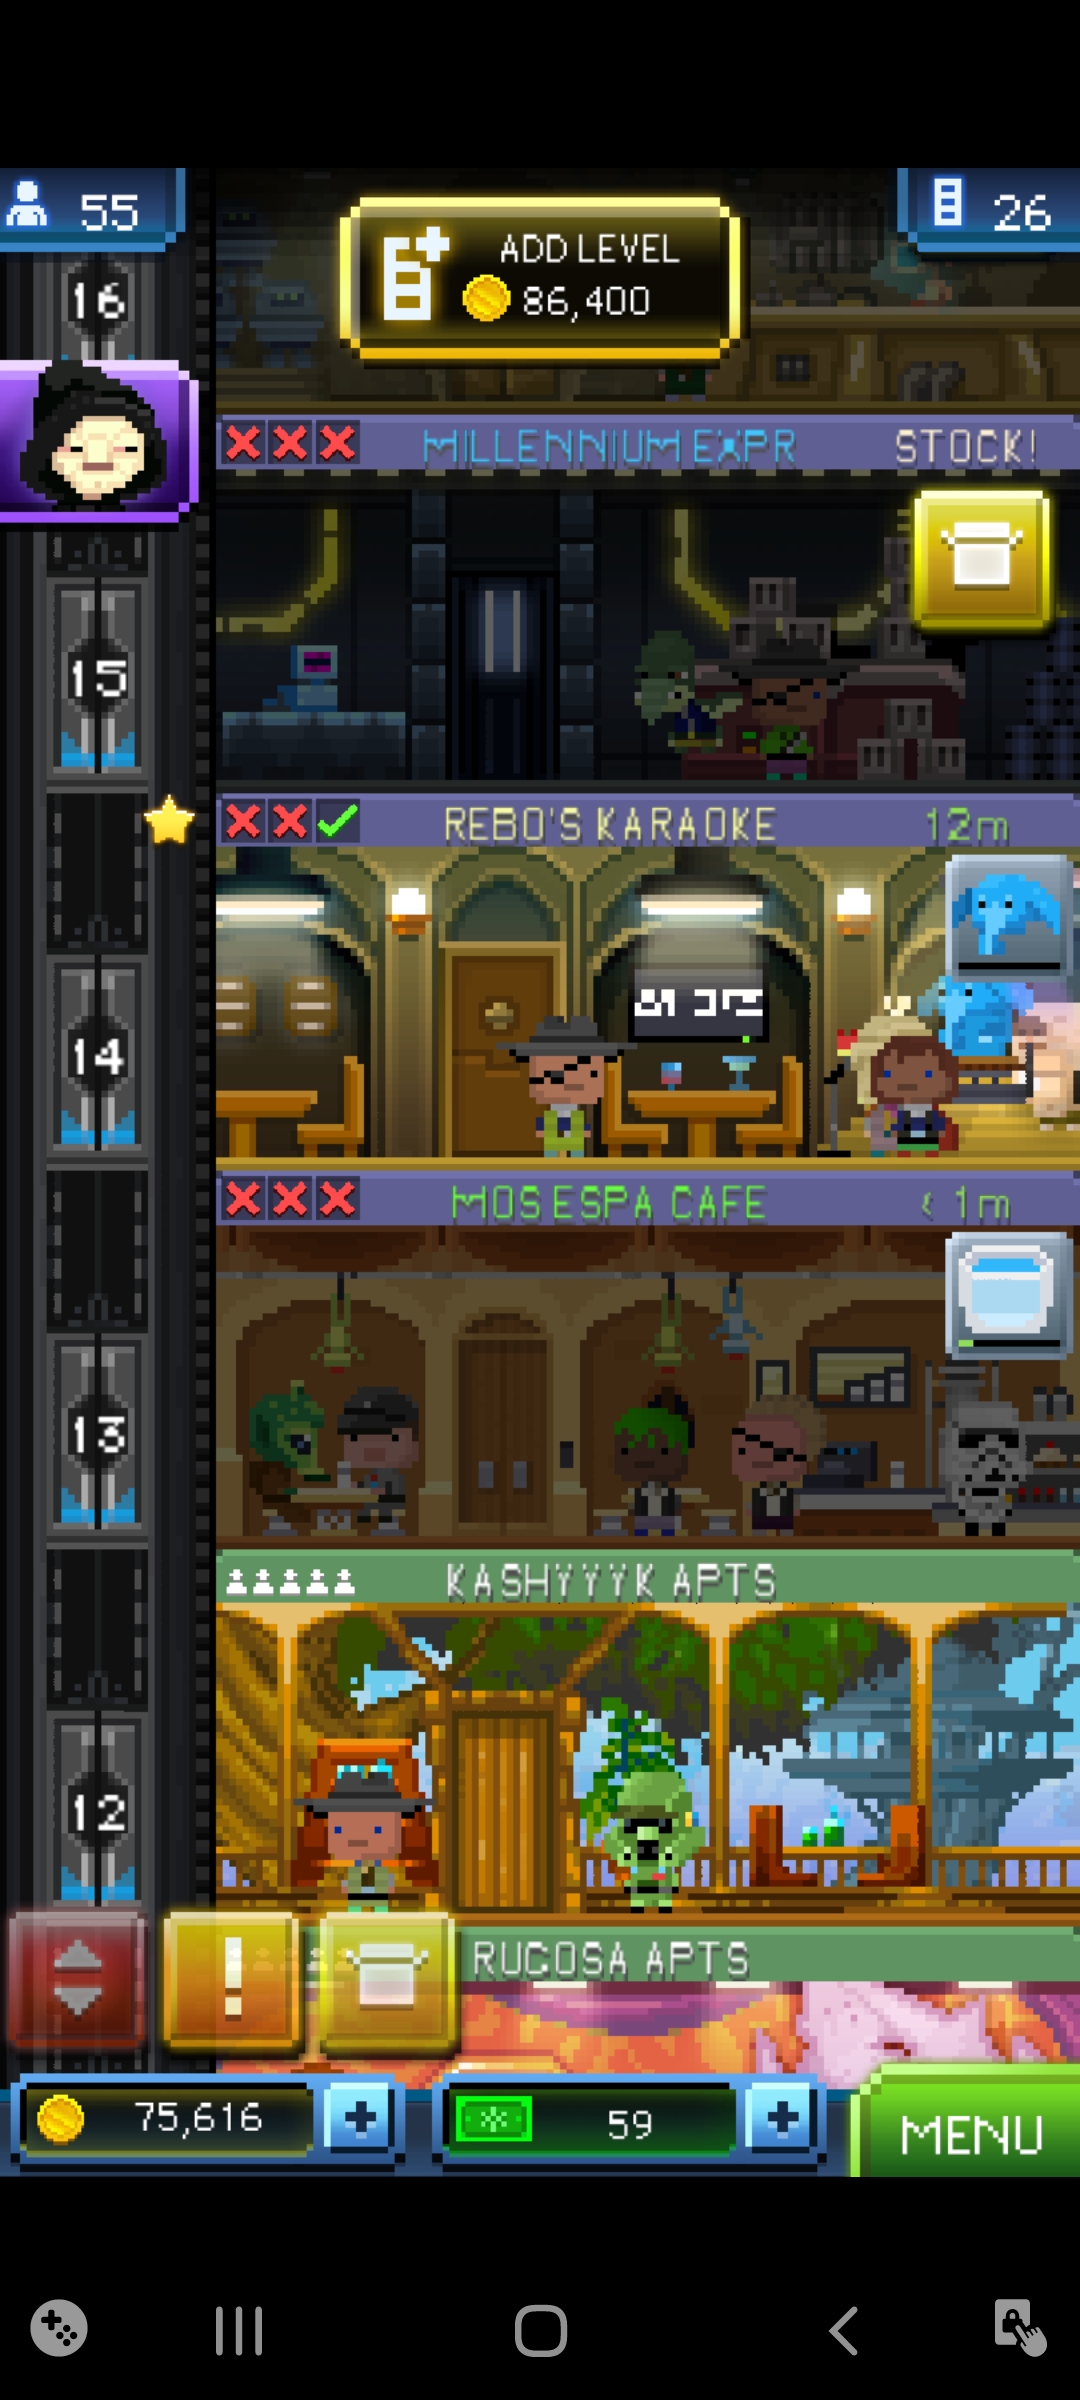 55
ADD LEVEL
86,400
26
16
MILLENNIUM EXPR
STOCK!
15
REBO'S KARAOKE
12m
14
MOS ESPA CAFE
< 1m
13
KASHYYYK APTS
12
!
RUGOSA APTS
75,616
+
59
+
MENU